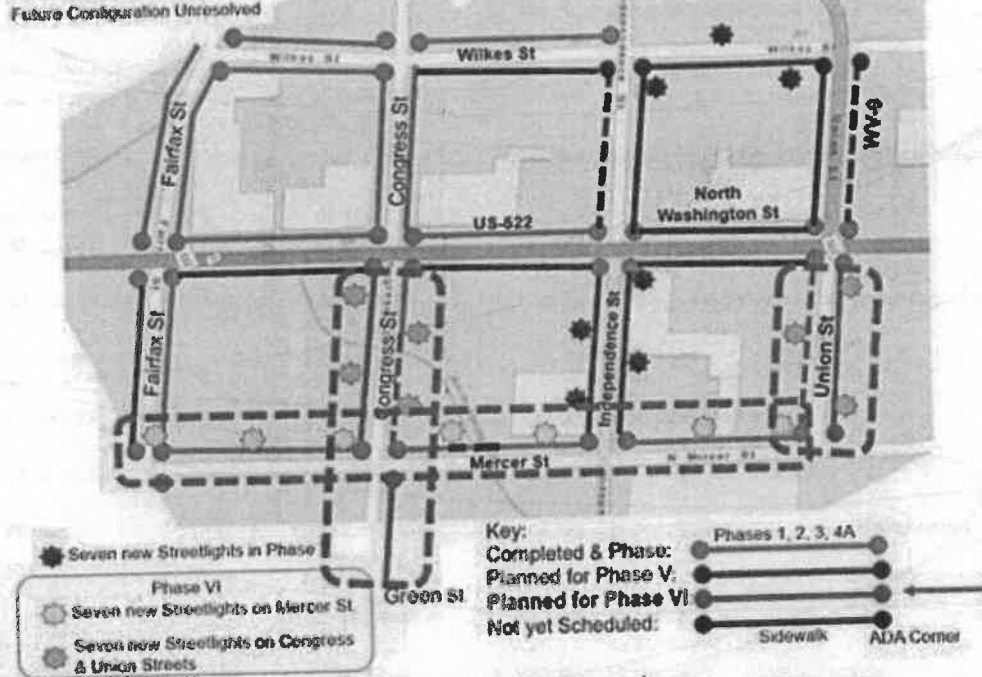 Future Configuration Unresolved
Wilkes St
Wilkes St
Wilkes St
Fairfax St
Congress St
WV-9
North
Washington St
US-522
Fairfax St
Congress St
Independence St
Union St
Mercer St
N Mercer St
Green St
Seven new Streetlights in Phase
Phase VI
Seven new Streetlights on Mercer St.
Seven new Streetlights on Congress
& Union Streets
Key:
Completed & Phase:
Phases 1, 2, 3, 4A
Planned for Phase V.
Planned for Phase VI
Not yet Scheduled:
Sidewalk
ADA Corner